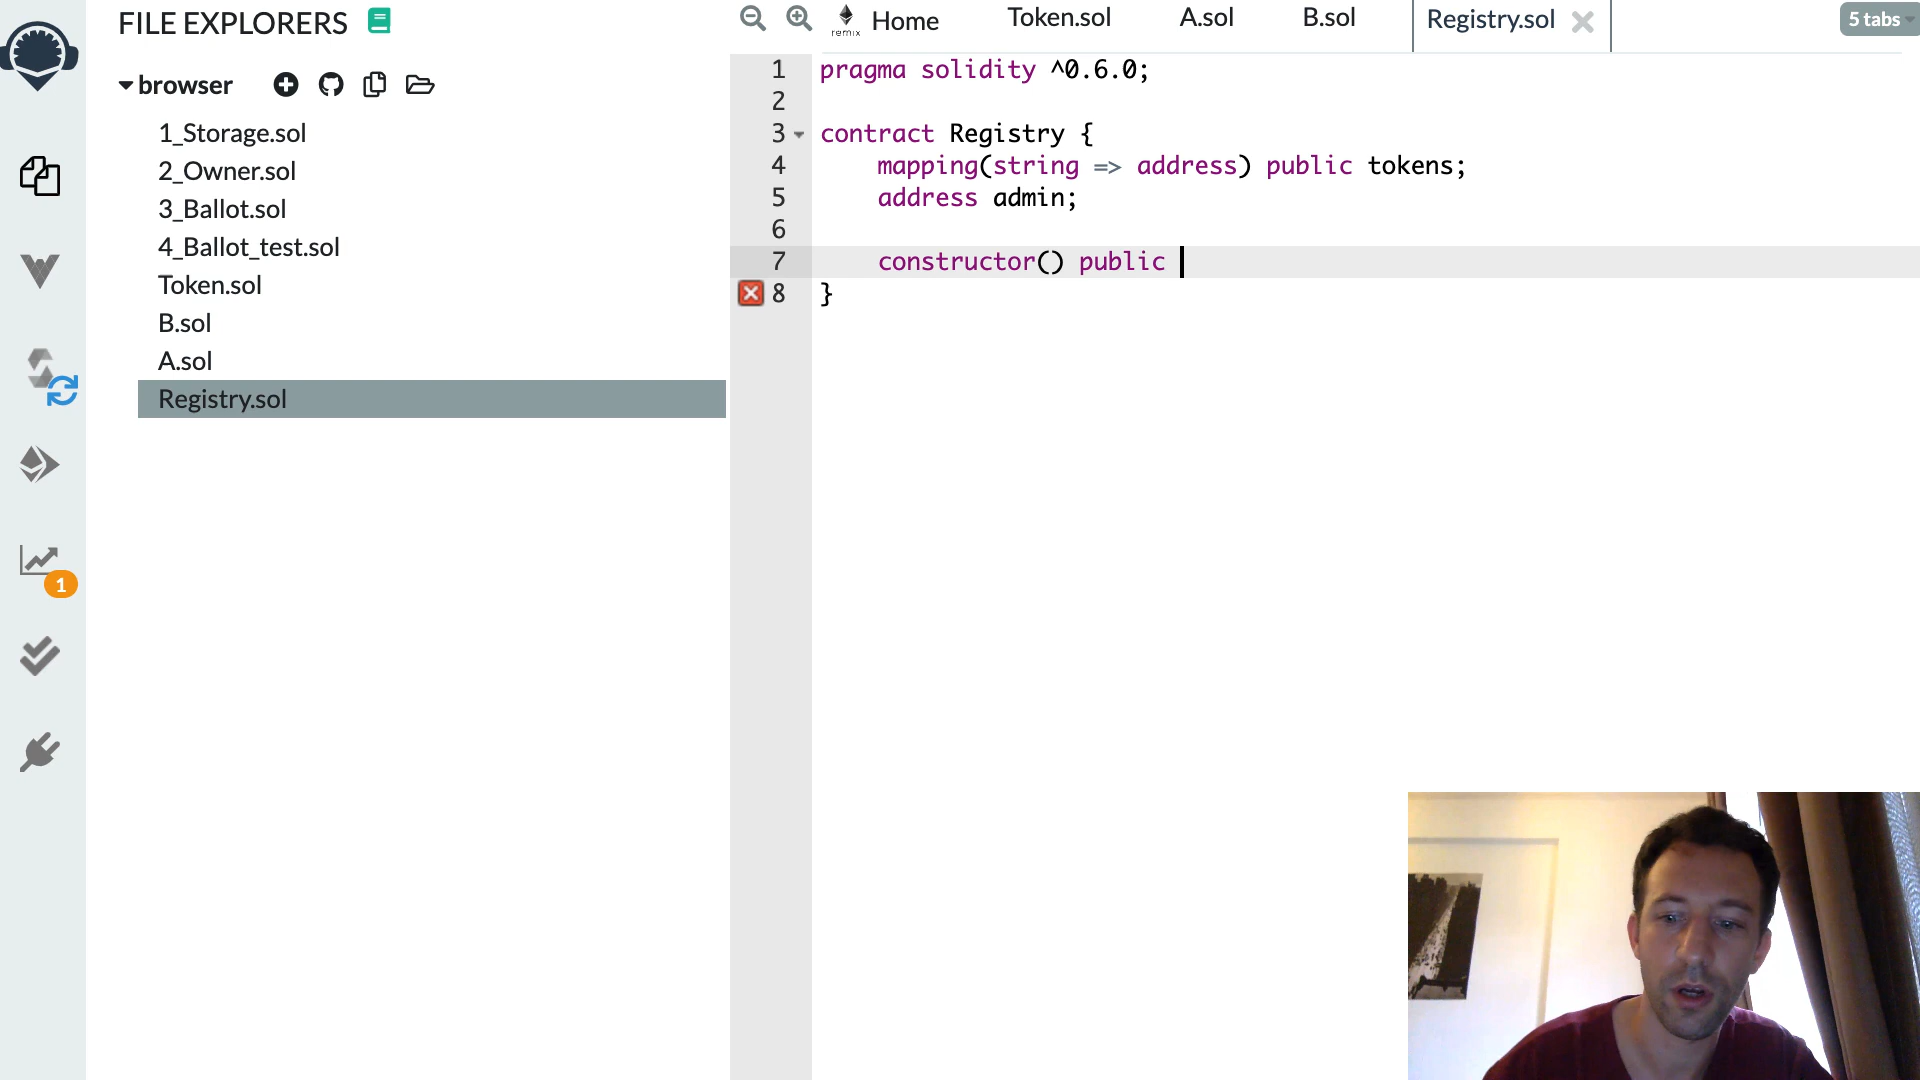 FILE EXPLORERS
browser
1_Storage.sol
2_Owner.sol
3_Ballot.sol
4_Ballot_test.sol
Token.sol
B.sol
A.sol
Registry.sol
1
remix
Home
Token.sol
A.sol
B.sol
Registry.sol
5 tabs
1 pragma solidity ^0.6.0;
2
3 contract Registry {
4 mapping(string => address) public tokens;
5 address admin;
6
7 constructor() public
8 }